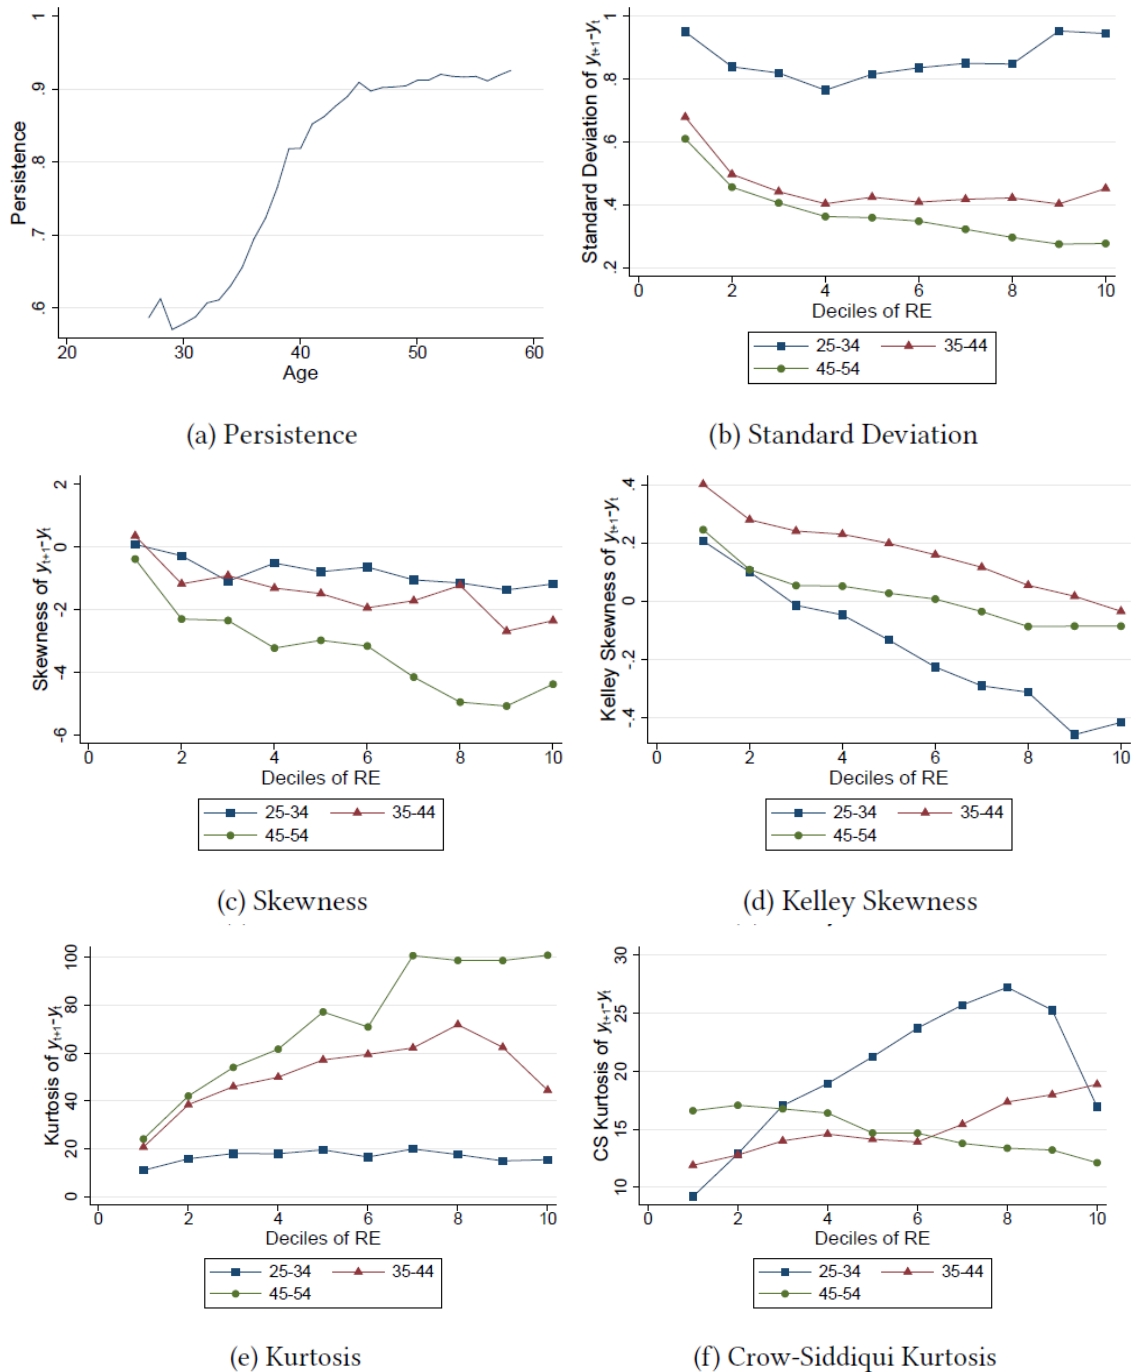 1
.9
.8
.7
.6
Persistence
20 30 40 50 60
Age
(a) Persistence
1
.8
.6
.4
.2
Standard Deviation of yt+1-yt
0 2 4 6 8 10
Deciles of RE
25-34 35-44
45-54
(b) Standard Deviation
2
0
-2
-4
-6
Skewness of yt+1-yt
0 2 4 6 8 10
Deciles of RE
25-34 35-44
45-54
(c) Skewness
.4
.2
0
-.2
-.4
Kelley Skewness of yt+1-yt
0 2 4 6 8 10
Deciles of RE
25-34 35-44
45-54
(d) Kelley Skewness
100
80
60
40
20
0
Kurtosis of yt+1-yt
0 2 4 6 8 10
Deciles of RE
25-34 35-44
45-54
(e) Kurtosis
30
25
20
15
10
CS Kurtosis of yt+1-yt
0 2 4 6 8 10
Deciles of RE
25-34 35-44
45-54
(f) Crow-Siddiqui Kurtosis